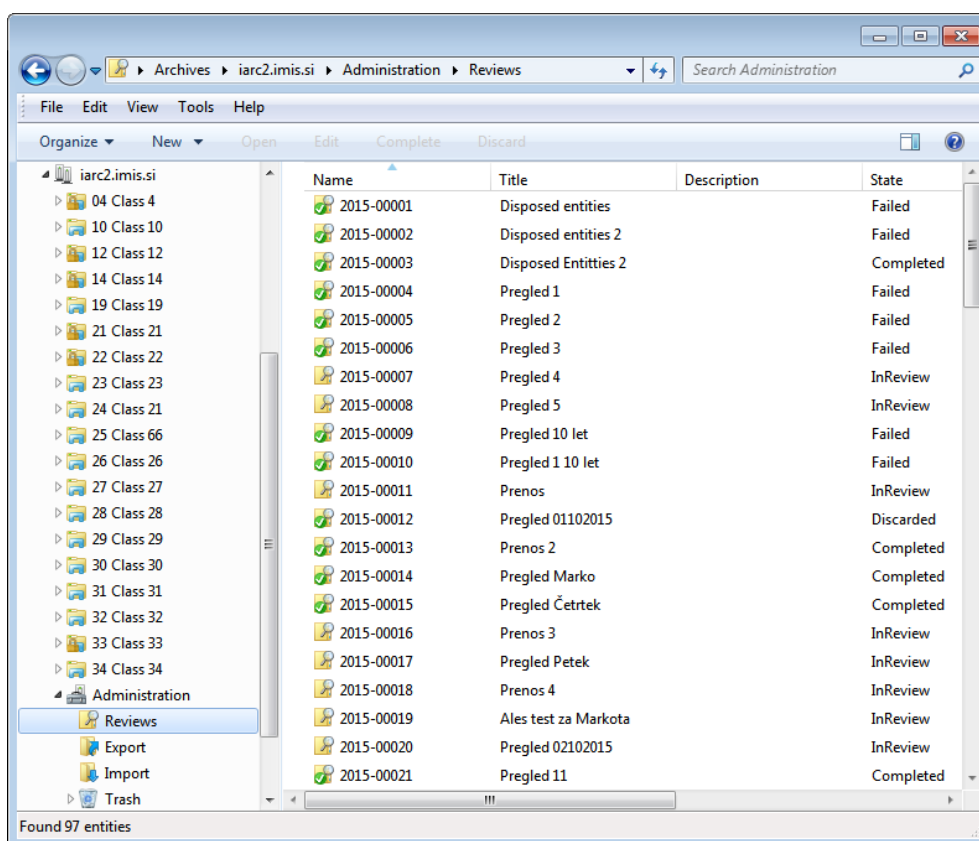 Archives iarc2.imis.si Administration Reviews Search Administration
File Edit View Tools Help
Organize New Open Edit Complete Discard
iarc2.imis.si
04 Class 4
10 Class 10
12 Class 12
14 Class 14
19 Class 19
21 Class 21
22 Class 22
23 Class 23
24 Class 21
25 Class 66
26 Class 26
27 Class 27
28 Class 28
29 Class 29
30 Class 30
31 Class 31
32 Class 32
33 Class 33
34 Class 34
Administration
Reviews
Export
Import
Trash
Name Title Description State
2015-00001 Disposed entities Failed
2015-00002 Disposed entities 2 Failed
2015-00003 Disposed Entitties 2 Completed
2015-00004 Pregled 1 Failed
2015-00005 Pregled 2 Failed
2015-00006 Pregled 3 Failed
2015-00007 Pregled 4 InReview
2015-00008 Pregled 5 InReview
2015-00009 Pregled 10 let Failed
2015-00010 Pregled 1 10 let Failed
2015-00011 Prenos InReview
2015-00012 Pregled 01102015 Discarded
2015-00013 Prenos 2 Completed
2015-00014 Pregled Marko Completed
2015-00015 Pregled Četrtek Completed
2015-00016 Prenos 3 InReview
2015-00017 Pregled Petek InReview
2015-00018 Prenos 4 InReview
2015-00019 Ales test za Markota InReview
2015-00020 Pregled 02102015 InReview
2015-00021 Pregled 11 Completed
Found 97 entities